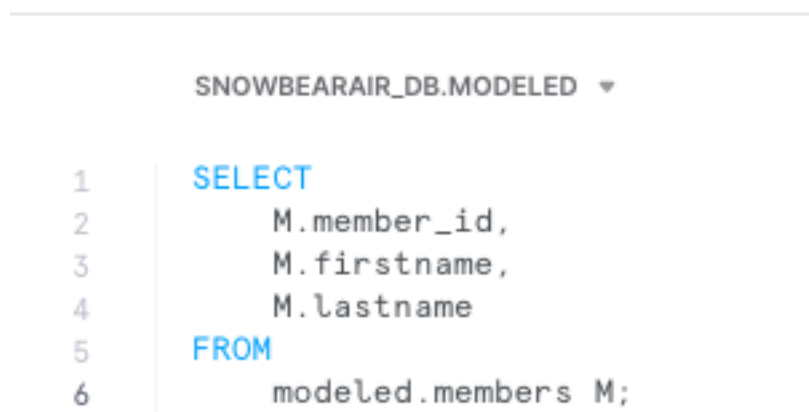 SNOWBEARAIR_DB.MODELED
1 SELECT
2 M.member_id,
3 M.firstname,
4 M.lastname
5 FROM
6 modeled.members M;